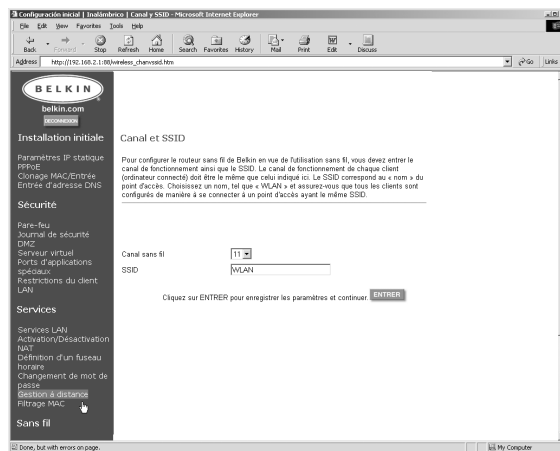 Configuración inicial | Inalámbrico | Canal y SSID - Microsoft Internet Explorer
File Edit View Favorites Tools Help
Back Forward Stop Refresh Home Search Favorites History Mail Print Edit Discuss
Address http://192.168.2.1:88/wireless_chanvssid.htm Go Links
BELKIN
belkin.com
DECONNEXION
Installation initiale
Paramètres IP statique
PPPoE
Clonage MAC/Entrée
Entrée d'adresse DNS
Sécurité
Pare-feu
Journal de sécurité
DMZ
Serveur virtuel
Ports d'applications
spéciaux
Restrictions du client
LAN
Services
Services LAN
Activation/Désactivation
NAT
Définition d'un fuseau
horaire
Changement de mot de
passe
Gestion à distance
Filtrage MAC
Sans fil
Canal et SSID
Pour configurer le routeur sans fil de Belkin en vue de l'utilisation sans fil, vous devez entrer le
canal de fonctionnement ainsi que le SSID. Le canal de fonctionnement de chaque client
(ordinateur connecté) doit être le même que celui indiqué ici. Le SSID correspond au « nom » du
point d'accès. Choisissez un nom, tel que « WLAN » et assurez-vous que tous les clients sont
configurés de manière à se connecter à un point d'accès ayant le même SSID.
Canal sans fil 11
SSID WLAN
Cliquez sur ENTRER pour enregistrer les paramètres et continuer. ENTRER
Done, but with errors on page. My Computer